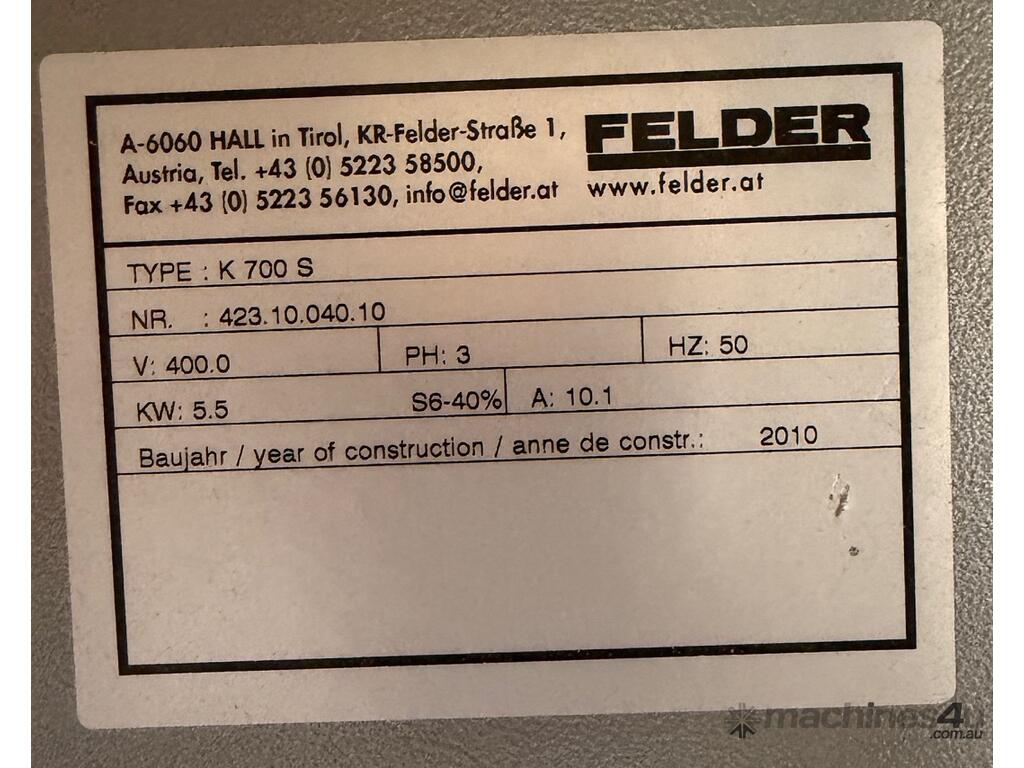 A-6060 HALL in Tirol, KR-Felder-Straße 1,
Austria, Tel. +43 (0) 5223 58500,
Fax +43 (0) 5223 56130, info@felder.at
FELDER
www.felder.at
TYPE : K 700 S
NR. : 423.10.040.10
V: 400.0 PH: 3 HZ: 50
KW: 5.5 S6-40% A: 10.1
Baujahr / year of construction / anne de constr.: 2010
machines4u
.com.au